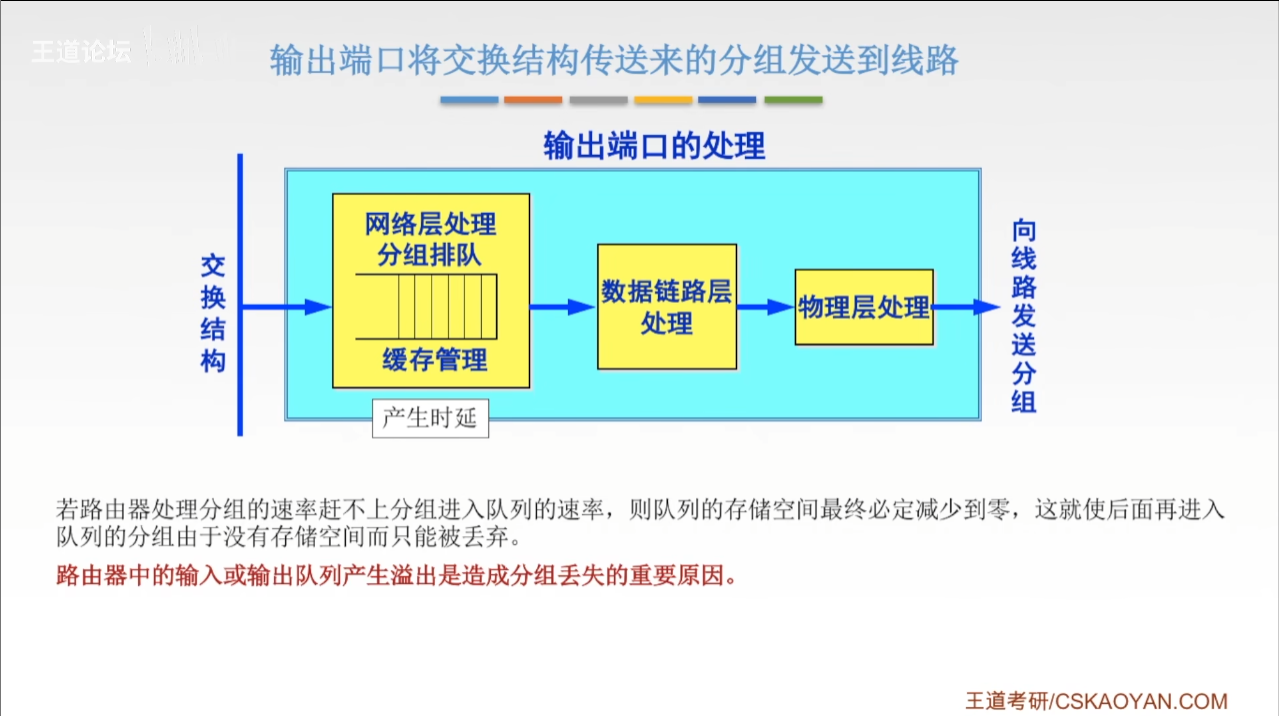 王道论坛
输出端口将交换结构传送来的分组发送到线路
输出端口的处理
交换结构
网络层处理
分组排队
缓存管理
产生时延
数据链路层
处理
物理层处理
向线路发送分组
若路由器处理分组的速率赶不上分组进入队列的速率，则队列的存储空间最终必定减少到零，这就使后面再进入
队列的分组由于没有存储空间而只能被丢弃。
路由器中的输入或输出队列产生溢出是造成分组丢失的重要原因。
王道考研/CSKAOYAN.COM